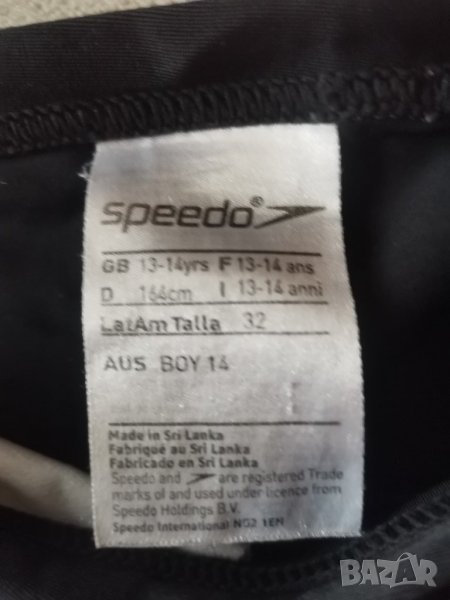 speedo®
GB 13-14yrs F 13-14 ans
D 164cm I 13-14 anni
LatAm Talla 32
AUS BOY 14
Made in Sri Lanka
Fabriqué au Sri Lanka
Fabricado en Sri Lanka
Speedo and are registered Trade
marks of and used under licence from
Speedo Holdings B.V.
Speedo International NG2 1EN
BAZAR